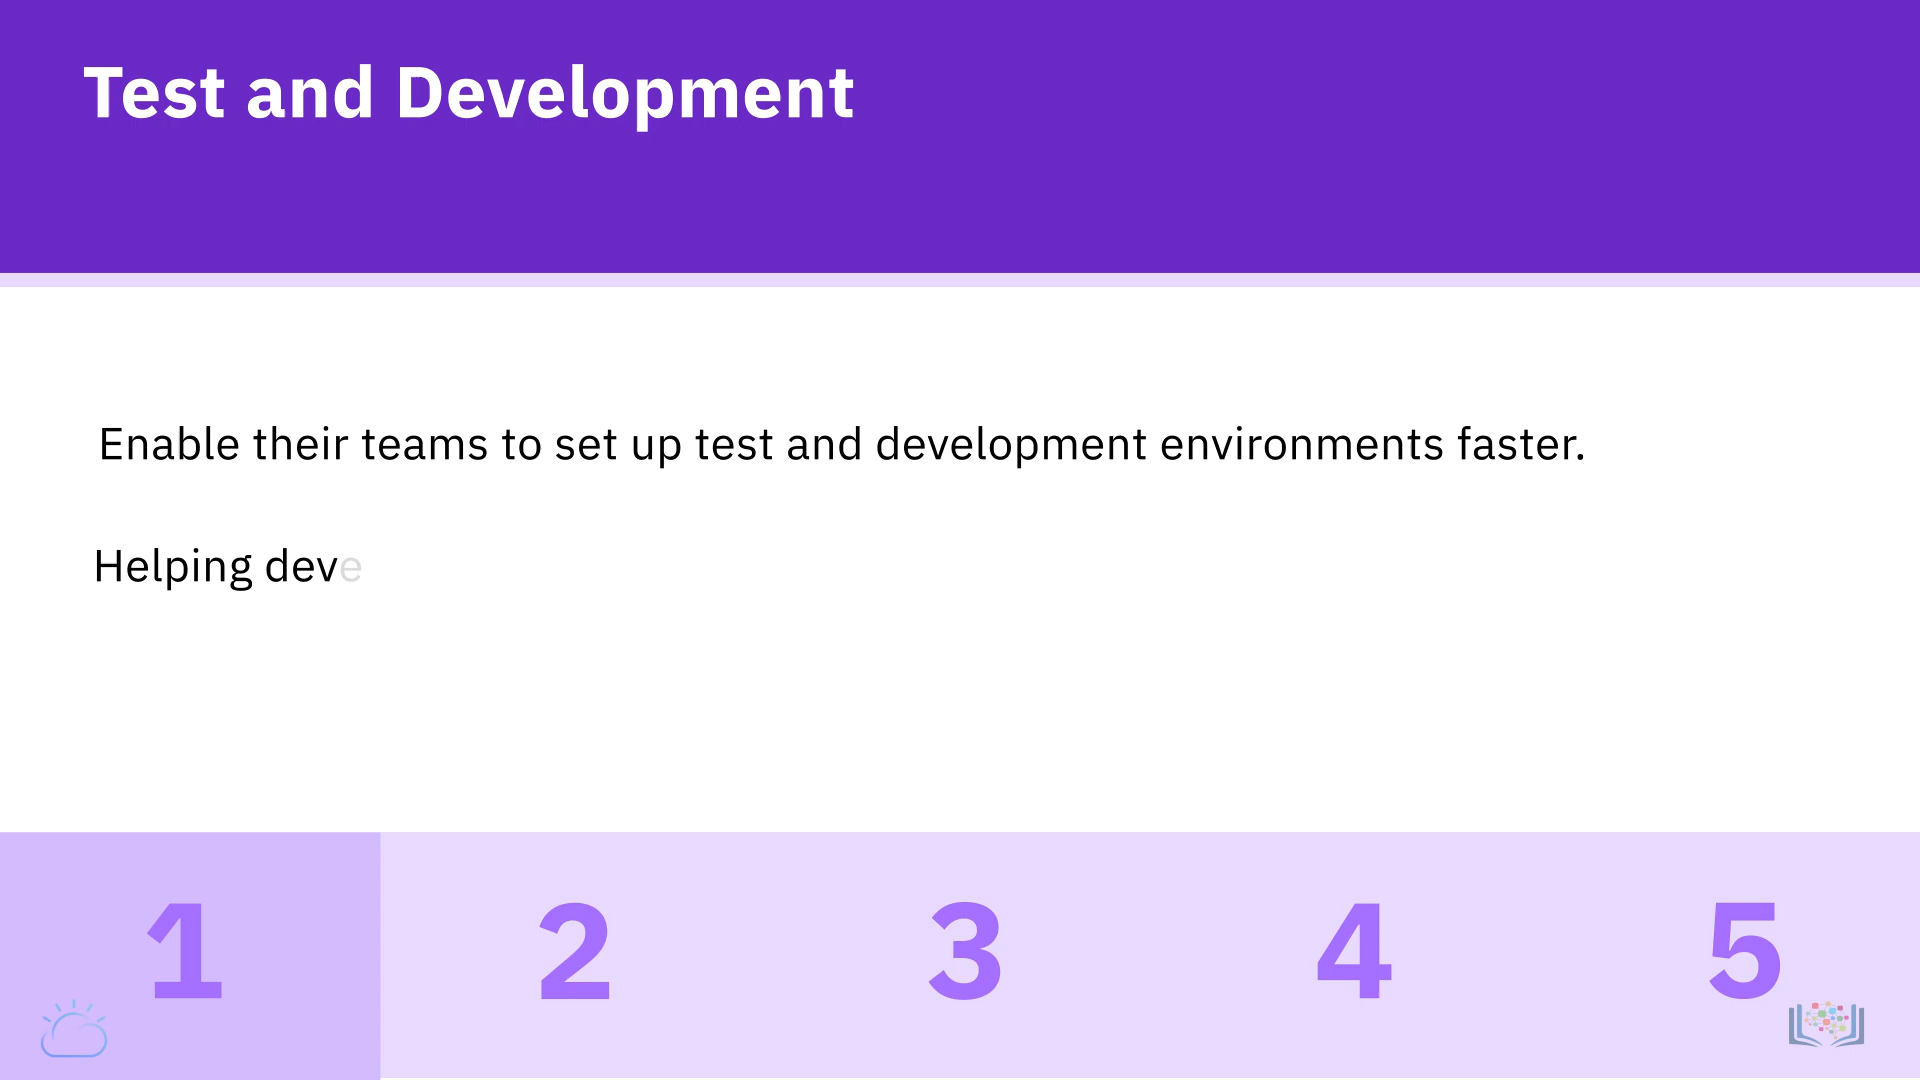 Test and Development
Enable their teams to set up test and development environments faster.
Helping deve
1 2 3 4 5